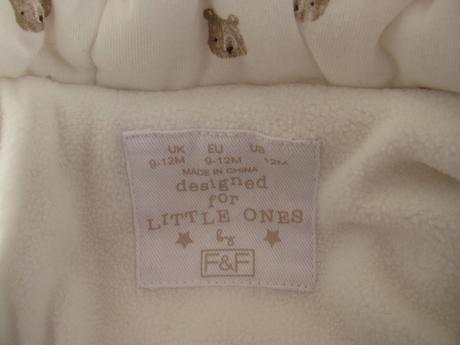 UK EU US
9-12M 9-12M 12M
MADE IN CHINA
designed
for
LITTLE ONES
by
F&F